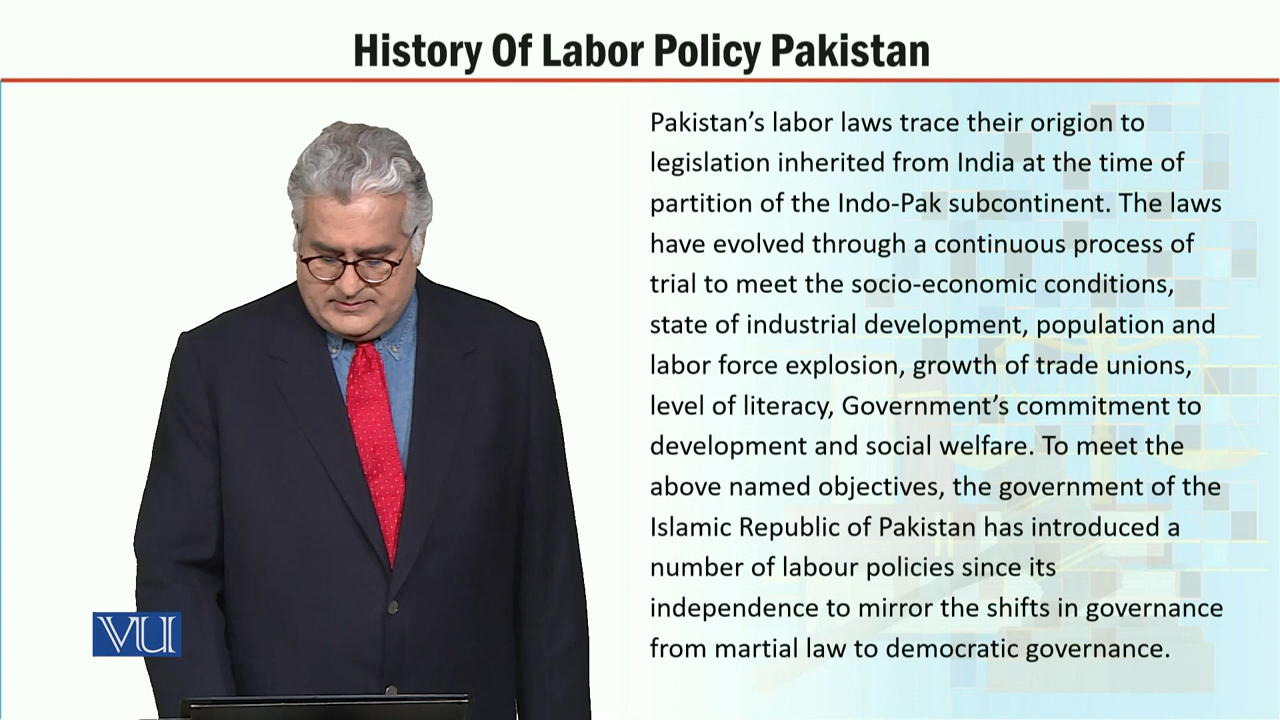 History Of Labor Policy Pakistan
Pakistan’s labor laws trace their origion to
legislation inherited from India at the time of
partition of the Indo-Pak subcontinent. The laws
have evolved through a continuous process of
trial to meet the socio-economic conditions,
state of industrial development, population and
labor force explosion, growth of trade unions,
level of literacy, Government’s commitment to
development and social welfare. To meet the
above named objectives, the government of the
Islamic Republic of Pakistan has introduced a
number of labour policies since its
independence to mirror the shifts in governance
from martial law to democratic governance.
VU